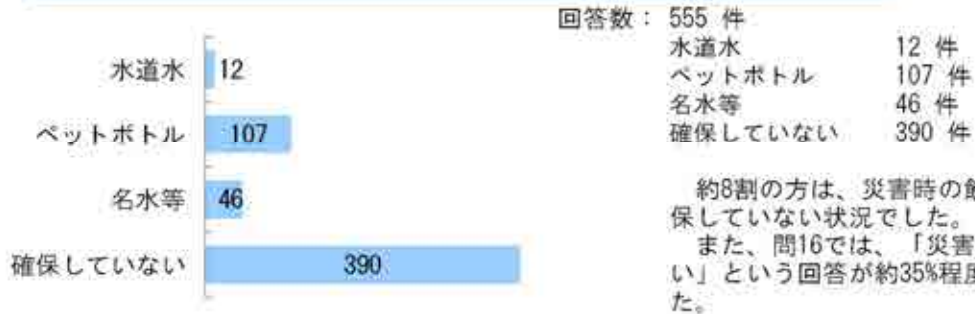 回答数： 555 件
水道水 12 件
ペットボトル 107 件
名水等 46 件
確保していない 390 件
水道水 12
ペットボトル 107
名水等 46
確保していない 390
約8割の方は、災害時の
保していない状況でした。
また、問16では、「災害
い」という回答が約35%程度
た。